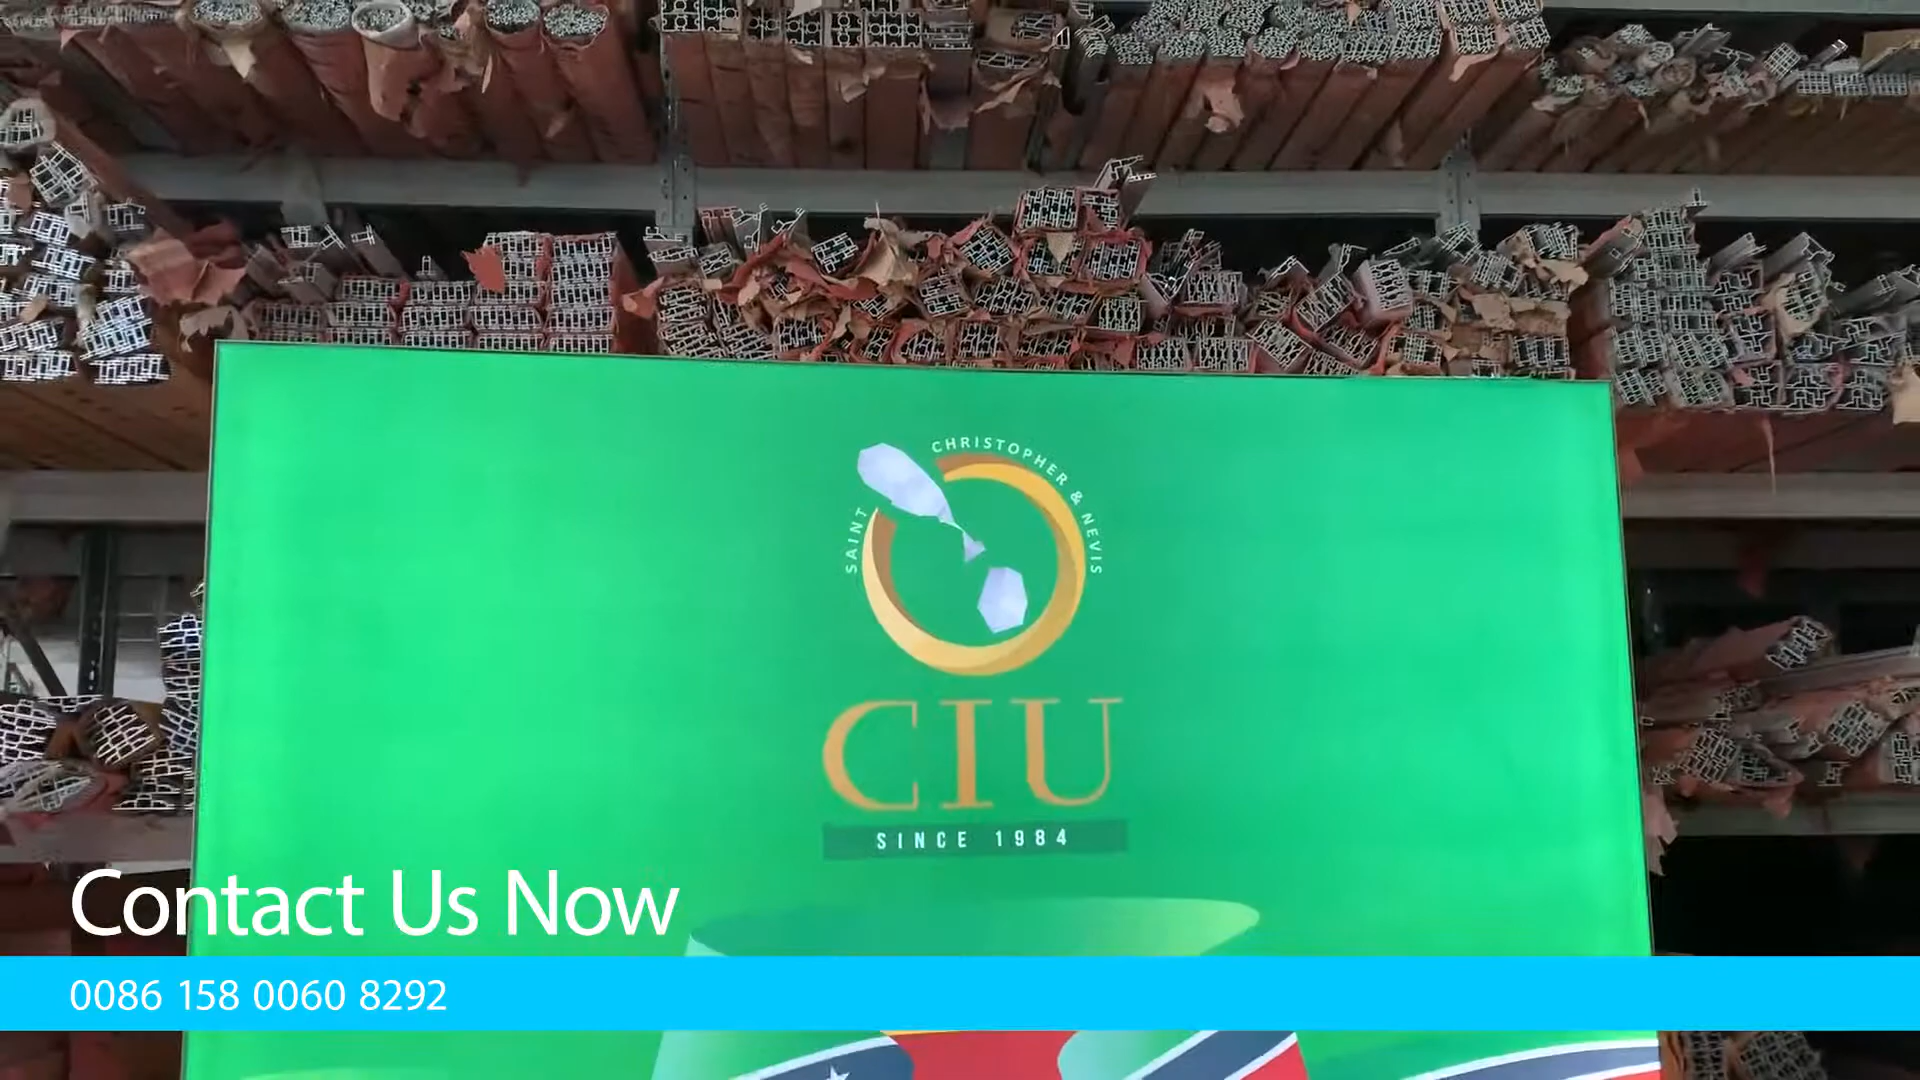 SAINT CHRISTOPHER & NEVIS
CIU
SINCE 1984
Contact Us Now
0086 158 0060 8292